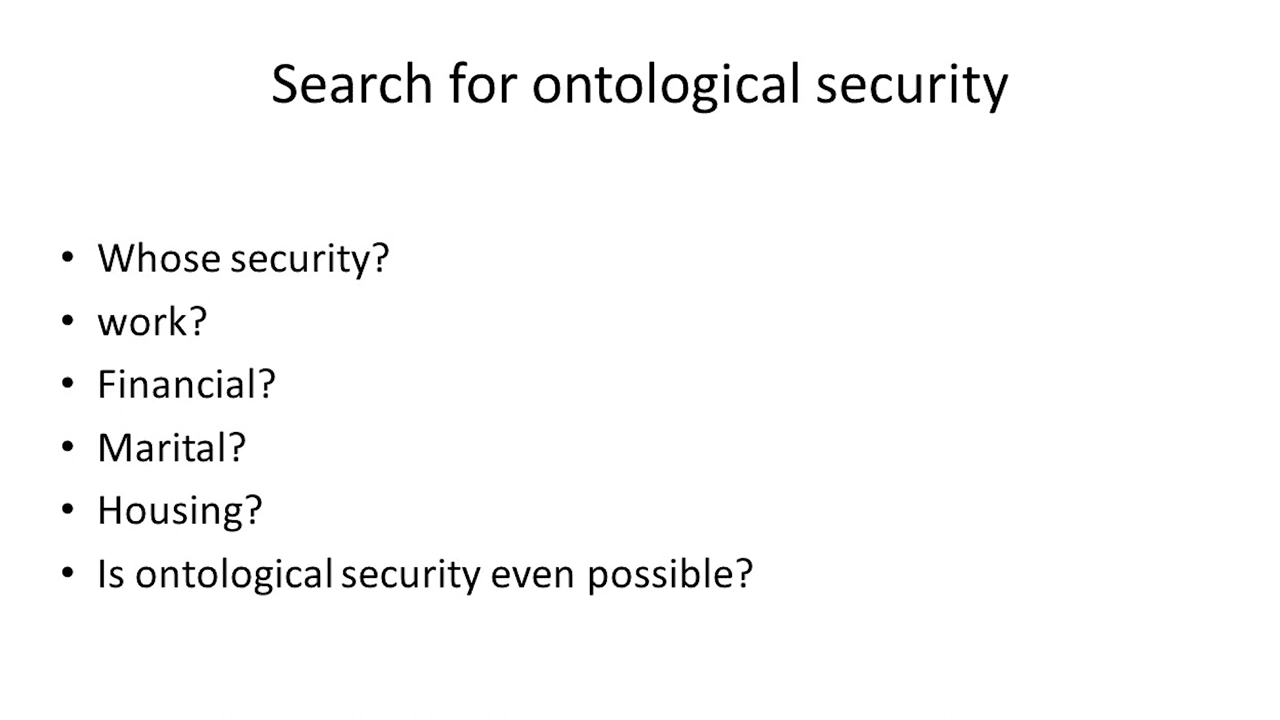 Search for ontological security
• Whose security?
• work?
• Financial?
• Marital?
• Housing?
• Is ontological security even possible?